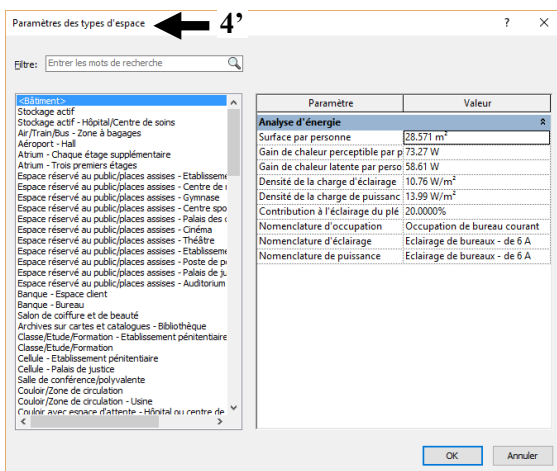 Paramètres des types d'espace
4’
?
×
Filtre:
Entrer les mots de recherche
<Bâtiment>
Stockage actif
Stockage actif - Hôpital/Centre de soins
Air/Train/Bus - Zone à bagages
Aéroport - Hall
Atrium - Chaque étage supplémentaire
Atrium - Trois premiers étages
Espace réservé au public/places assises - Etablisseme
Espace réservé au public/places assises - Centre de
Espace réservé au public/places assises - Gymnase
Espace réservé au public/places assises - Centre spo
Espace réservé au public/places assises - Palais des
Espace réservé au public/places assises - Cinéma
Espace réservé au public/places assises - Théâtre
Espace réservé au public/places assises - Etablisseme
Espace réservé au public/places assises - Poste de p
Espace réservé au public/places assises - Palais de ju
Espace réservé au public/places assises - Auditorium
Banque - Espace client
Banque - Bureau
Salon de coiffure et de beauté
Archives sur cartes et catalogues - Bibliothèque
Classe/Etude/Formation - Etablissement pénitentiaire
Classe/Etude/Formation
Cellule - Etablissement pénitentiaire
Cellule - Palais de justice
Salle de conférence/polyvalente
Couloir/Zone de circulation
Couloir/Zone de circulation - Usine
Couloir avec espace d'attente - Hôpital ou centre de
Paramètre Valeur
Analyse d'énergie
Surface par personne 28.571 m²
Gain de chaleur perceptible par p 73.27 W
Gain de chaleur latente par perso 58.61 W
Densité de la charge d'éclairage 10.76 W/m²
Densité de la charge de puissanc 13.99 W/m²
Contribution à l'éclairage du plé 20.0000%
Nomenclature d'occupation Occupation de bureau courant
Nomenclature d'éclairage Eclairage de bureaux - de 6 A
Nomenclature de puissance Eclairage de bureaux - de 6 A
OK Annuler